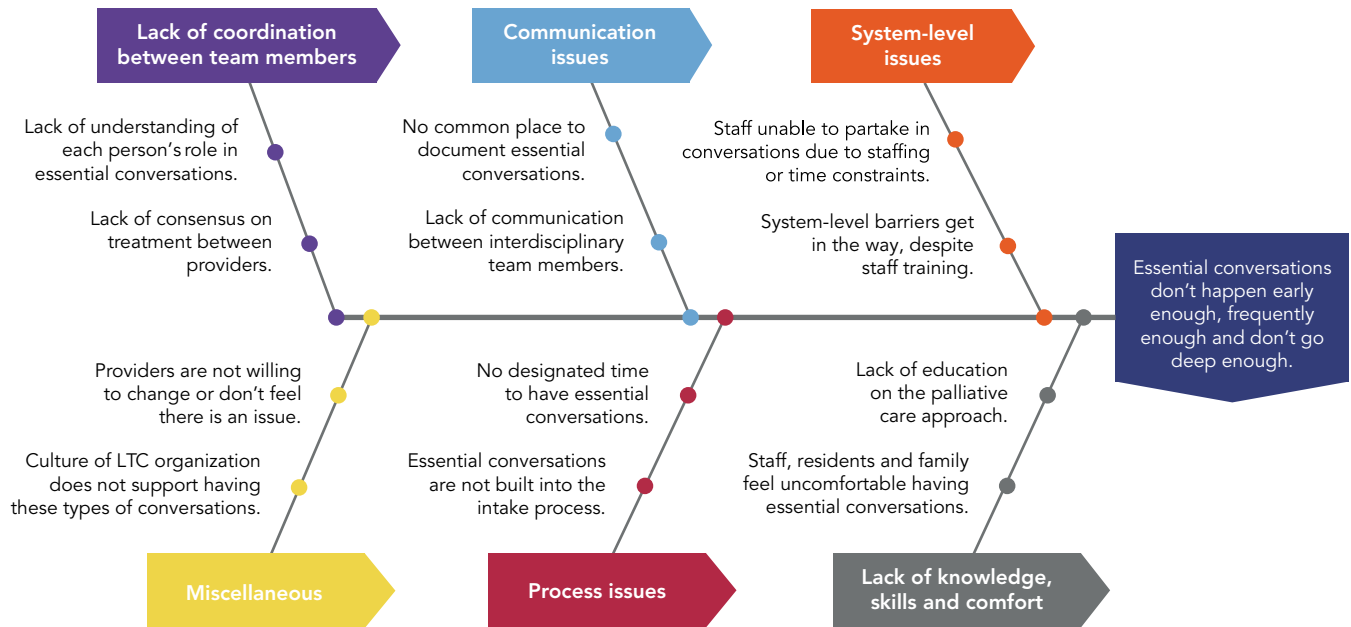 Lack of coordination
between team members
Communication
issues
System-level
issues
Lack of understanding of
each person's role in
essential conversations.
Lack of consensus on
treatment between
providers.
No common place to
document essential
conversations.
Lack of communication
between interdisciplinary
team members.
Staff unable to partake in
conversations due to staffing
or time constraints.
System-level barriers get
in the way, despite
staff training.
Essential conversations
don't happen early
enough, frequently
enough and don't go
deep enough.
Providers are not willing
to change or don't feel
there is an issue.
Culture of LTC organization
does not support having
these types of conversations.
No designated time
to have essential
conversations.
Essential conversations
are not built into the
intake process.
Lack of education
on the palliative
care approach.
Staff, residents and family
feel uncomfortable having
essential conversations.
Miscellaneous
Process issues
Lack of knowledge,
skills and comfort